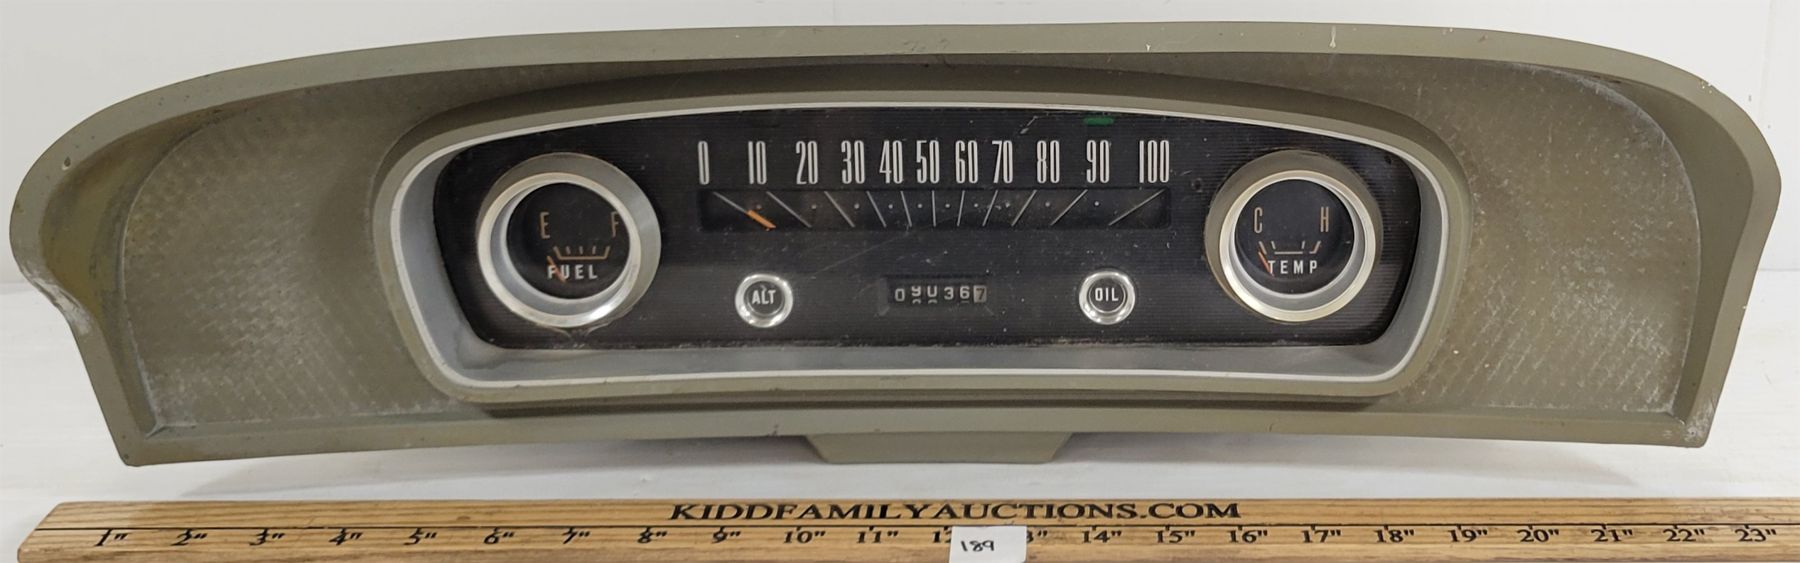 0 10 20 30 40 50 60 70 80 90 100
E F
FUEL
C H
TEMP
ALT
OIL
KIDDFAMILYAUCTIONS.COM
1" 2" 3" 4" 5" 6" 7" 8" 9" 10" 11" 14" 15" 16" 17" 18" 19" 20" 21" 22" 23"
189